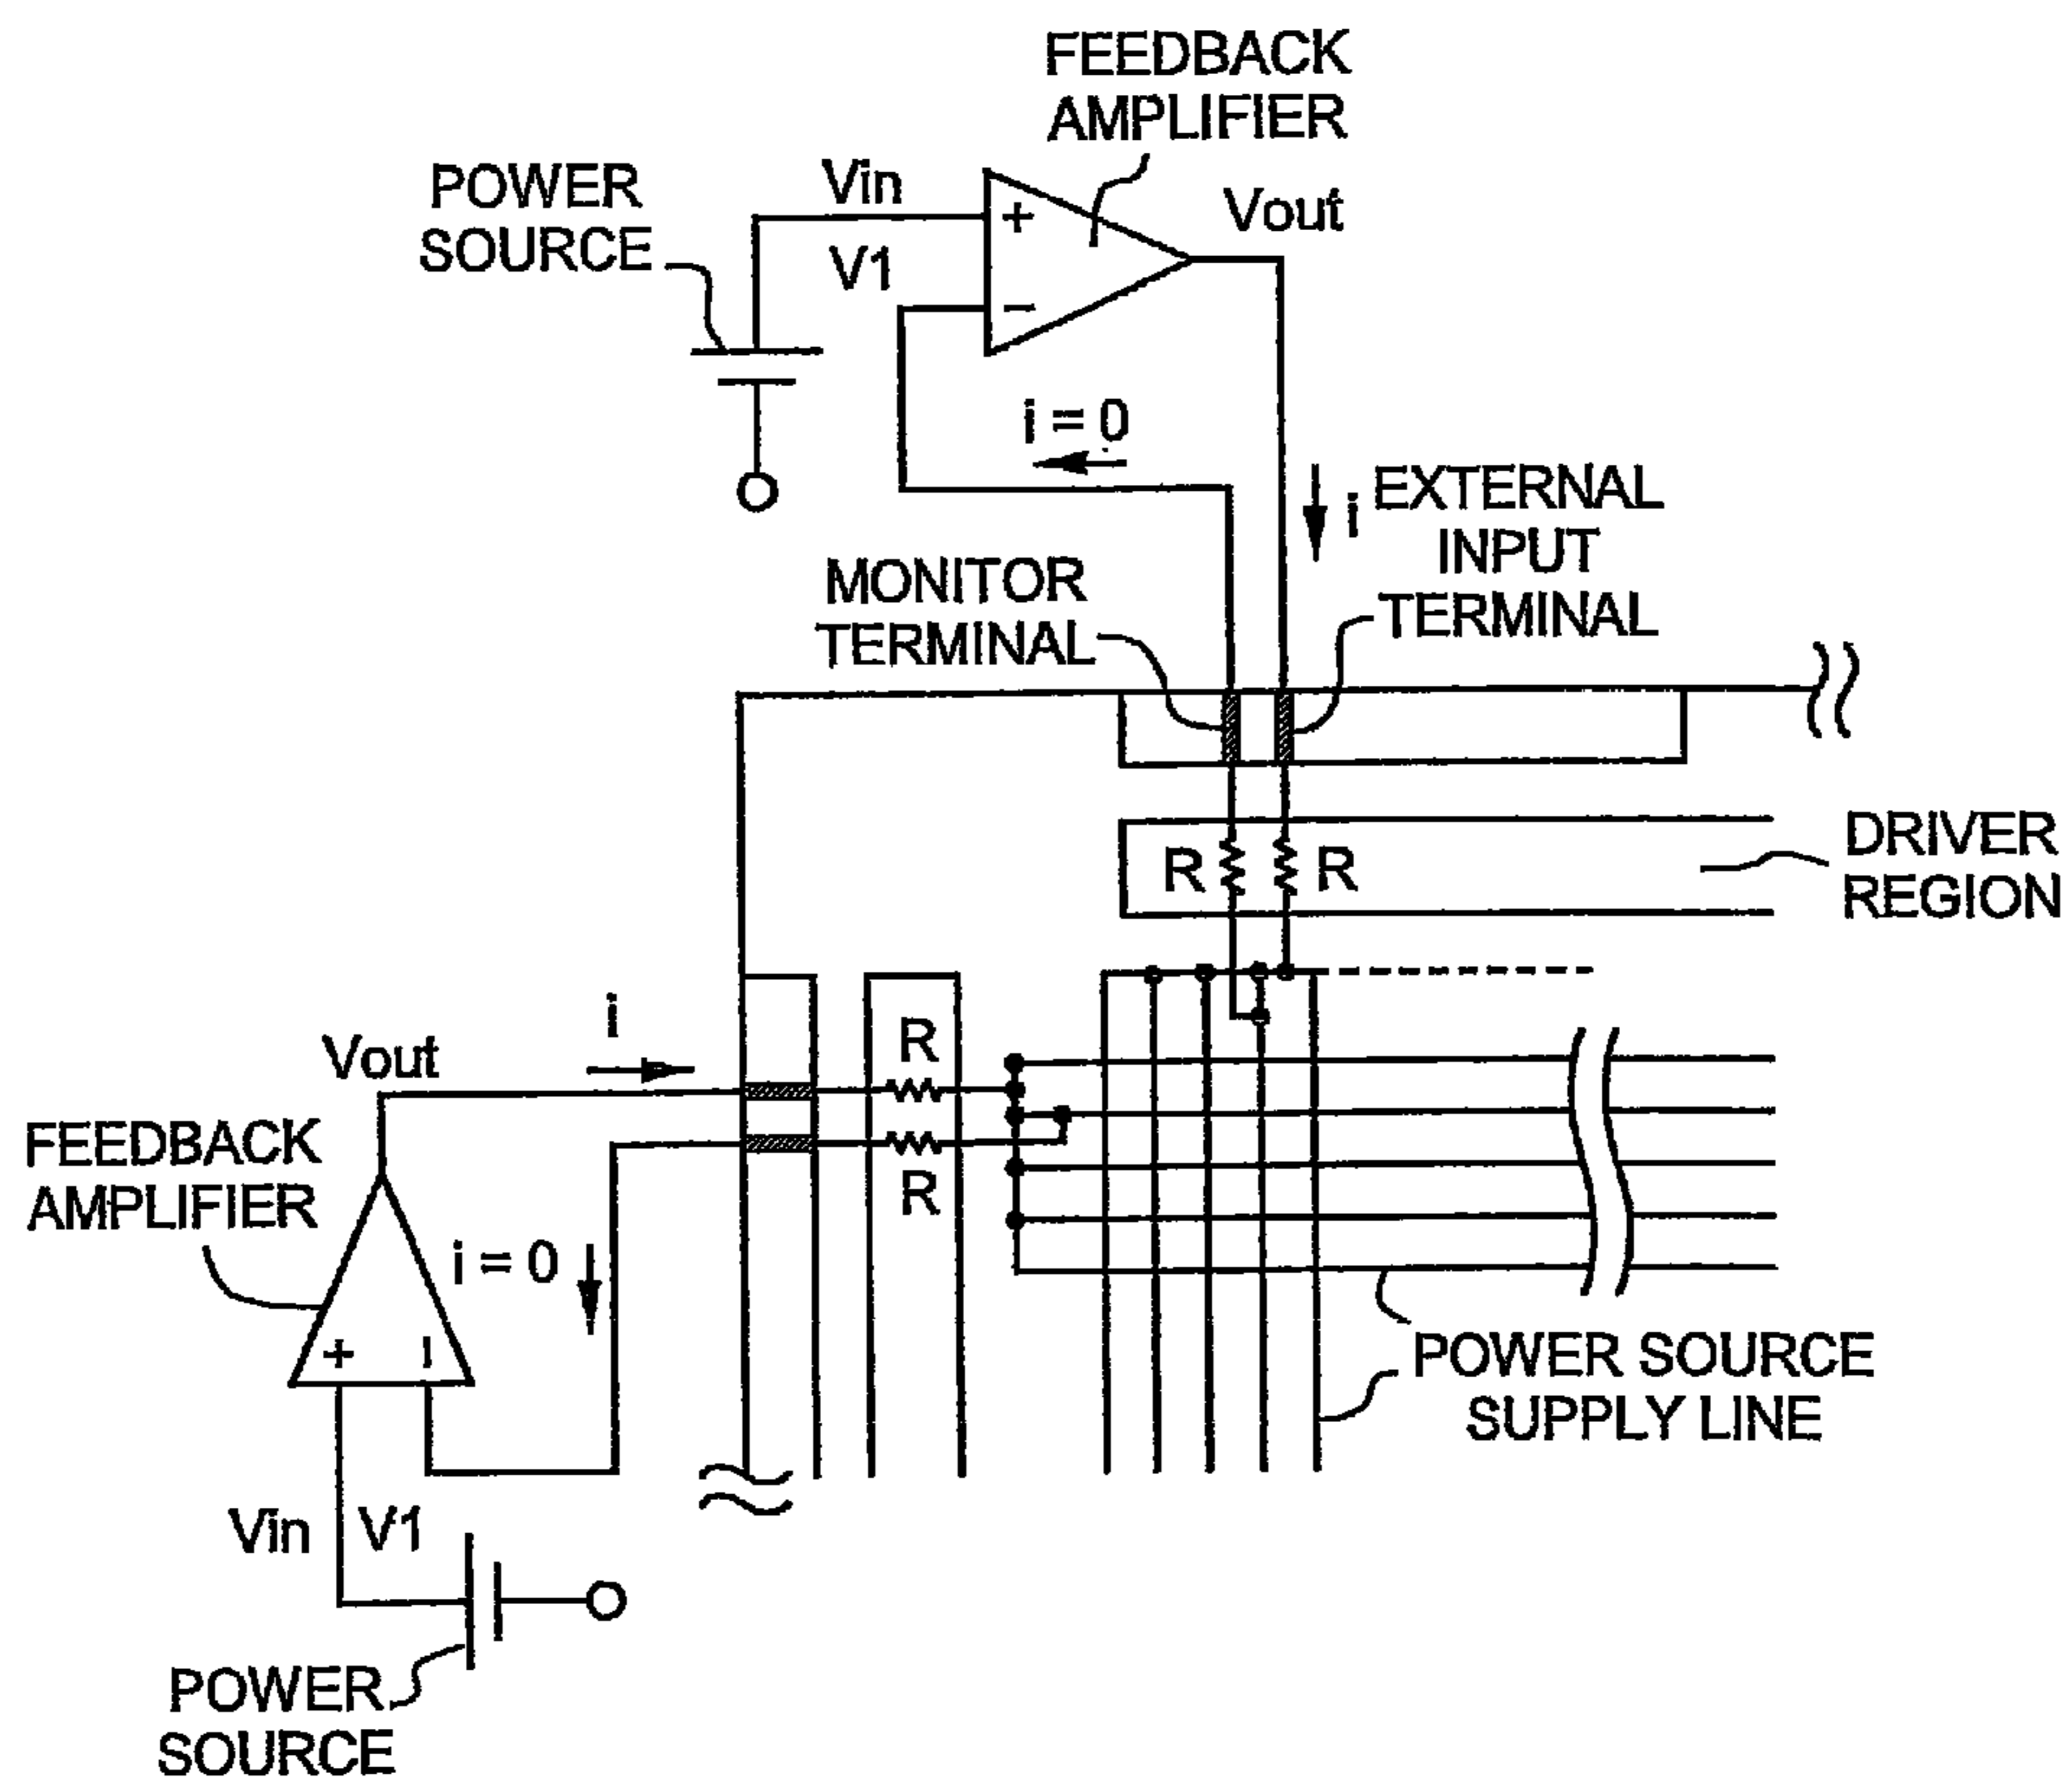 FEEDBACK
AMPLIFIER
POWER
SOURCE
Vin
V1
+
−
Vout
i = 0
i
EXTERNAL
INPUT
TERMINAL
MONITOR
TERMINAL
R
R
DRIVER
REGION
i
Vout
R
R
FEEDBACK
AMPLIFIER
i = 0
+
−
POWER SOURCE
SUPPLY LINE
Vin
V1
POWER
SOURCE